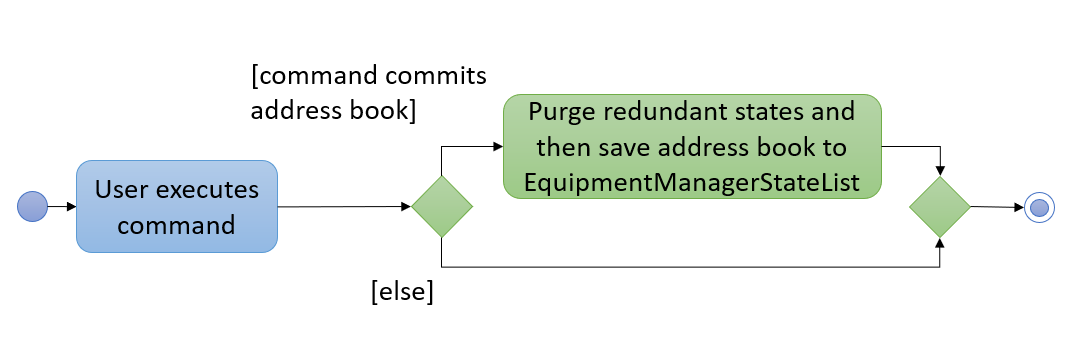 [command commits
address book]
Purge redundant states and
then save address book to
EquipmentManagerStateList
User executes
command
[else]